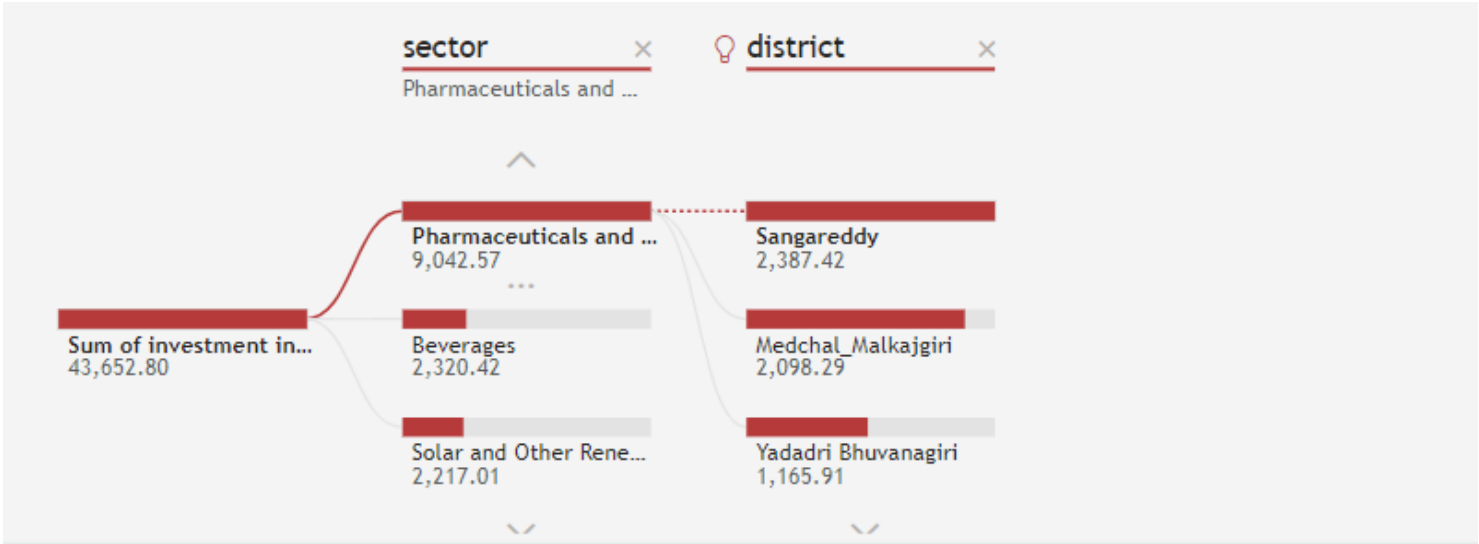 sector
district
Pharmaceuticals and ...
Pharmaceuticals and ...
9,042.57
Sangareddy
2,387.42
Sum of investment in...
43,652.80
Beverages
2,320.42
Medchal_Malkajgiri
2,098.29
Solar and Other Rene...
2,217.01
Yadadri Bhuvanagiri
1,165.91